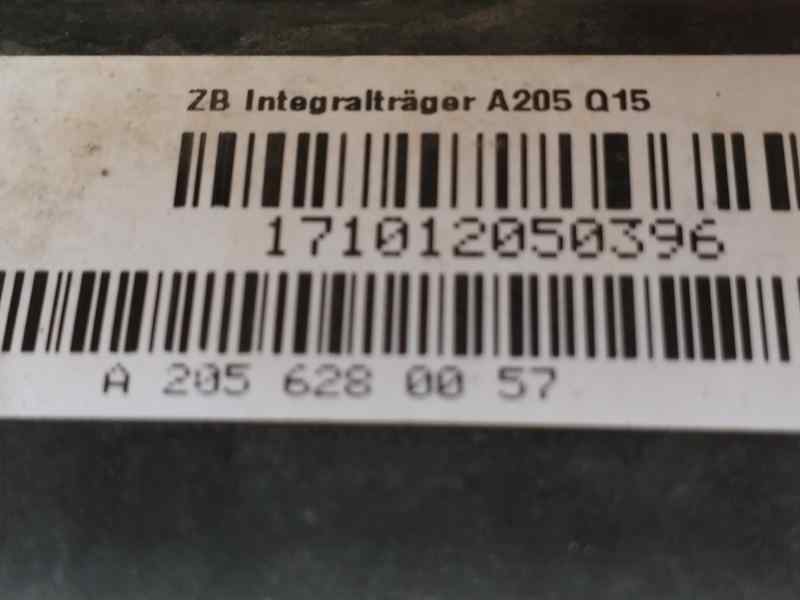 ZB Integralträger A205 Q15
171012050396
A 205 628 00 57